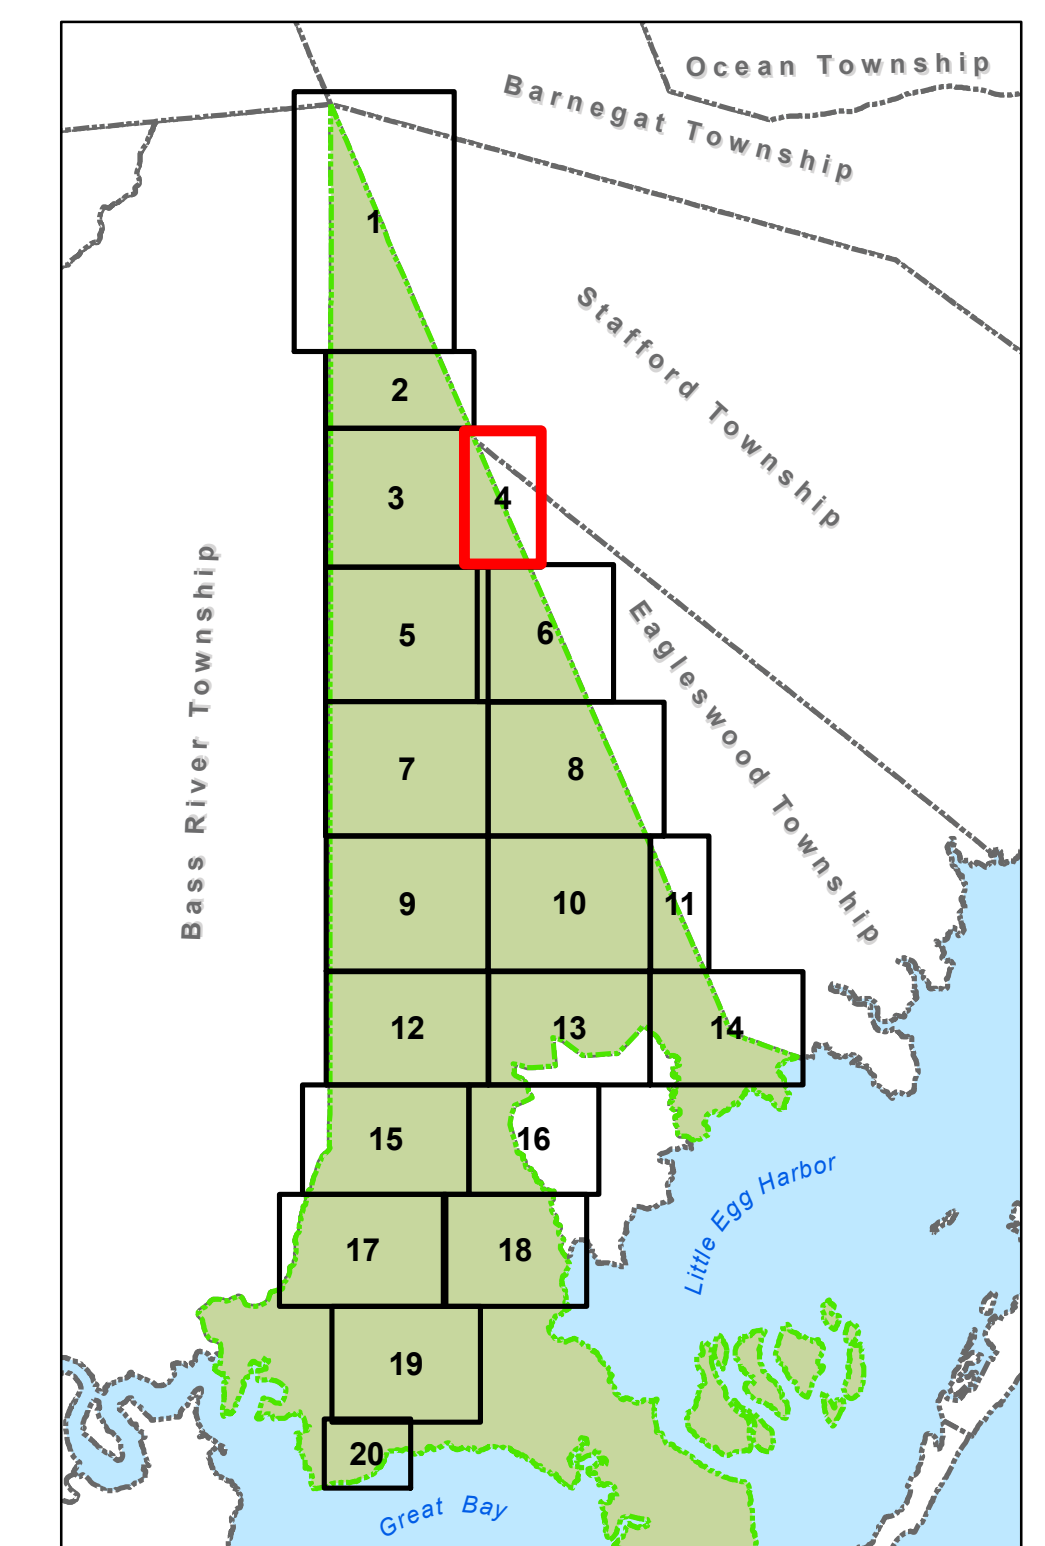 Ocean Township
Barnegat Township
1
Stafford Township
2
3
4
Bass River Township
5
6
Eagleswood Township
7
8
9
10
11
12
13
14
15
16
Little Egg Harbor
17
18
19
20
Great Bay